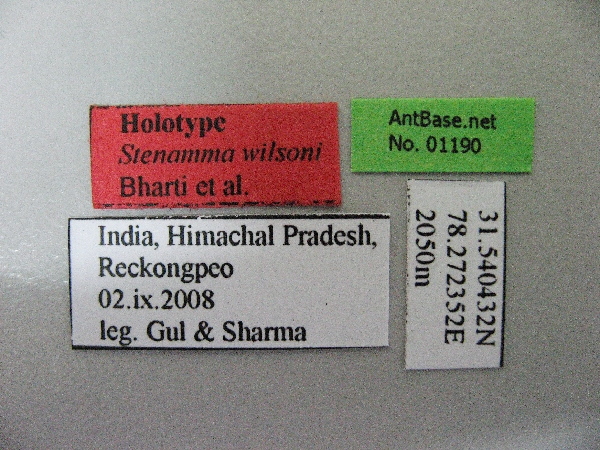 Holotype
Stenamma wilsoni
Bharti et al.
AntBase.net
No. 01190
India, Himachal Pradesh,
Reckongpeo
02.ix.2008
leg. Gul & Sharma
31.540432N
78.272352E
2050m